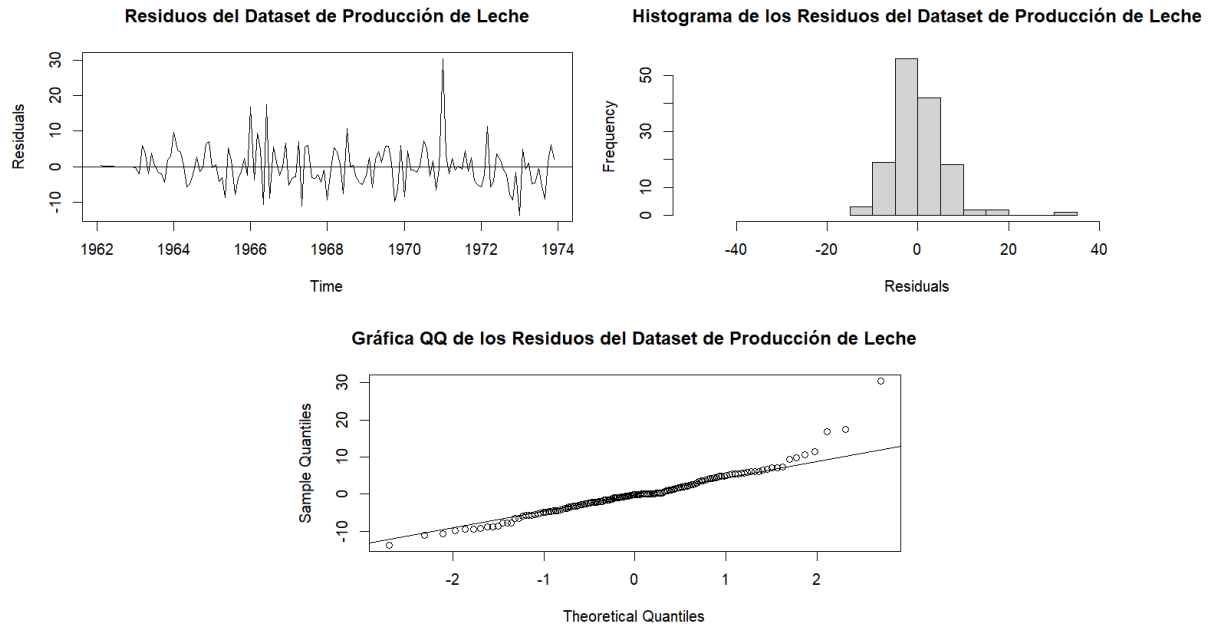 Residuos del Dataset de Producción de Leche
Residuals
30
20
10
0
-10
1962 1964 1966 1968 1970 1972 1974
Time
Histograma de los Residuos del Dataset de Producción de Leche
Frequency
50
30
10
0
-40 -20 0 20 40
Residuals
Gráfica QQ de los Residuos del Dataset de Producción de Leche
Sample Quantiles
30
20
10
0
-10
-2 -1 0 1 2
Theoretical Quantiles